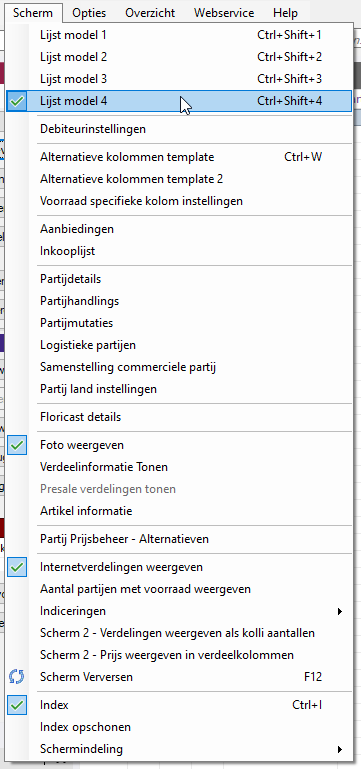 Scherm Opties Overzicht Webservice Help
Lijst model 1 Ctrl+Shift+1
Lijst model 2 Ctrl+Shift+2
Lijst model 3 Ctrl+Shift+3
Lijst model 4 Ctrl+Shift+4
Debiteurinstellingen
Alternatieve kolommen template Ctrl+W
Alternatieve kolommen template 2
Voorraad specifieke kolom instellingen
Aanbiedingen
Inkooplijst
Partijdetails
Partijhandlings
Partijmutaties
Logistieke partijen
Samenstelling commerciele partij
Partij land instellingen
Floricast details
Foto weergeven
Verdeelinformatie Tonen
Presale verdelingen tonen
Artikel informatie
Partij Prijsbeheer - Alternatieven
Internetverdelingen weergeven
Aantal partijen met voorraad weergeven
Indiceringen
Scherm 2 - Verdelingen weergeven als kolli aantallen
Scherm 2 - Prijs weergeven in verdeelkolommen
Scherm Verversen F12
Index Ctrl+I
Index opschonen
Schermindeling